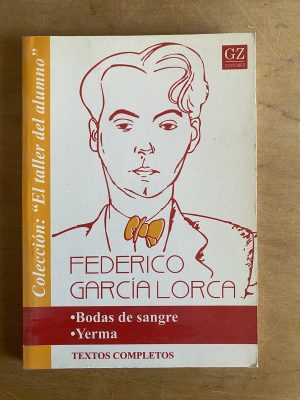 Colección: "El taller del alumno"
GZ
EDITORES
FEDERICO
GARCÍA LORCA
•Bodas de sangre
•Yerma
TEXTOS COMPLETOS